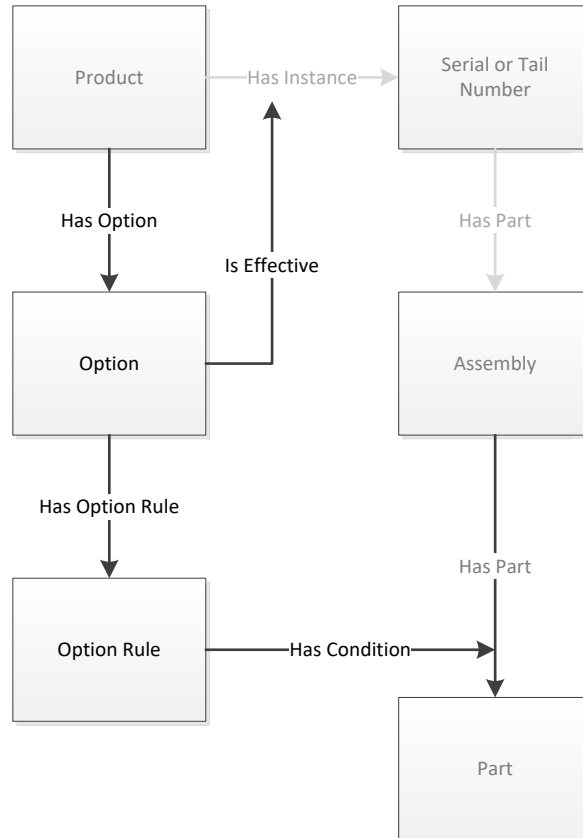 Product
Has Instance
Serial or Tail
Number
Has Option
Has Part
Is Effective
Option
Assembly
Has Option Rule
Has Part
Option Rule
Has Condition
Part